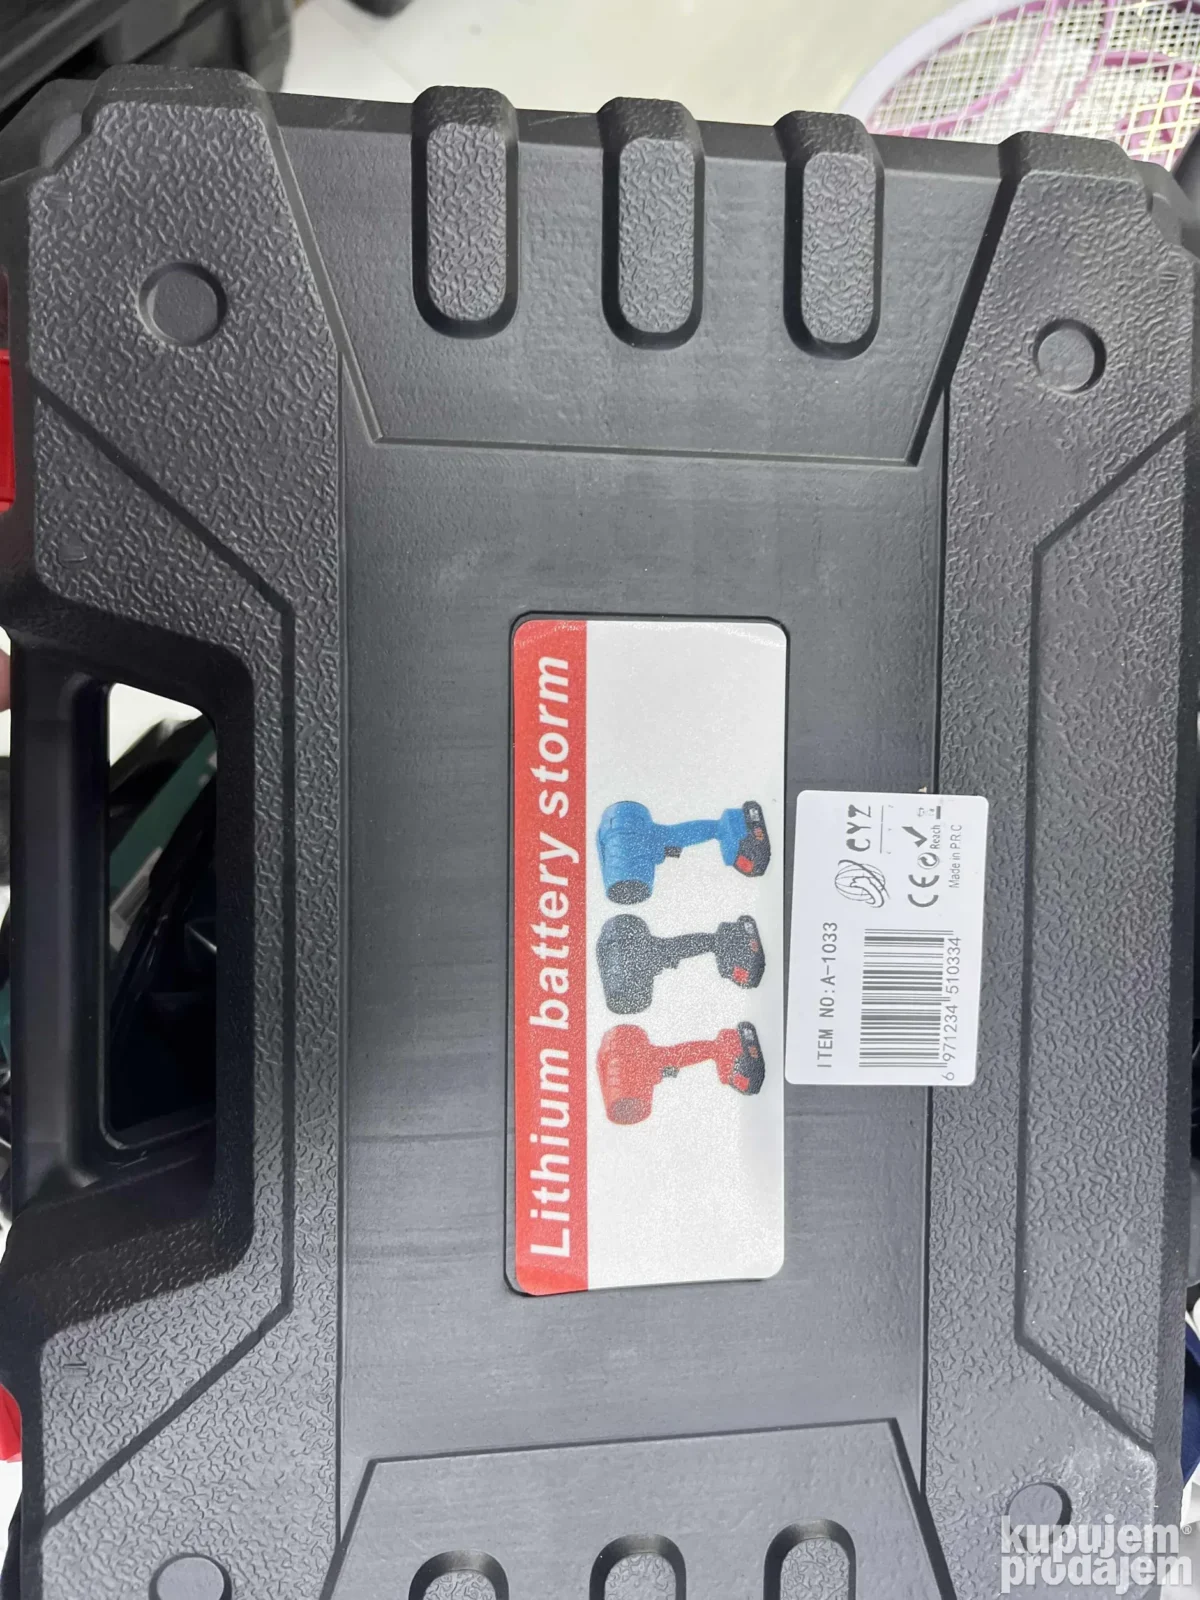 Lithium battery storm
ITEM NO:A-1033
CYZ
CE Reach
Made in P.R.C
6 971234 510334
kupujem
prodajem